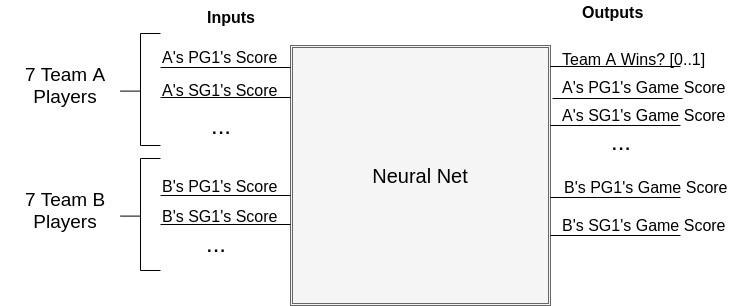 Inputs
Outputs
7 Team A
Players
A's PG1's Score
A's SG1's Score
...
7 Team B
Players
B's PG1's Score
B's SG1's Score
...
Neural Net
Team A Wins? [0..1]
A's PG1's Game Score
A's SG1's Game Score
...
B's PG1's Game Score
B's SG1's Game Score